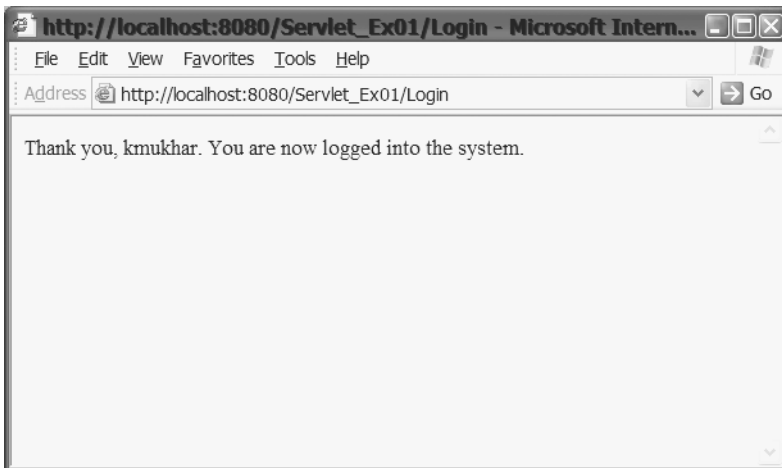 http://localhost:8080/Servlet_Ex01/Login - Microsoft Intern...
File Edit View Favorites Tools Help
Address http://localhost:8080/Servlet_Ex01/Login Go
Thank you, kmukhar. You are now logged into the system.